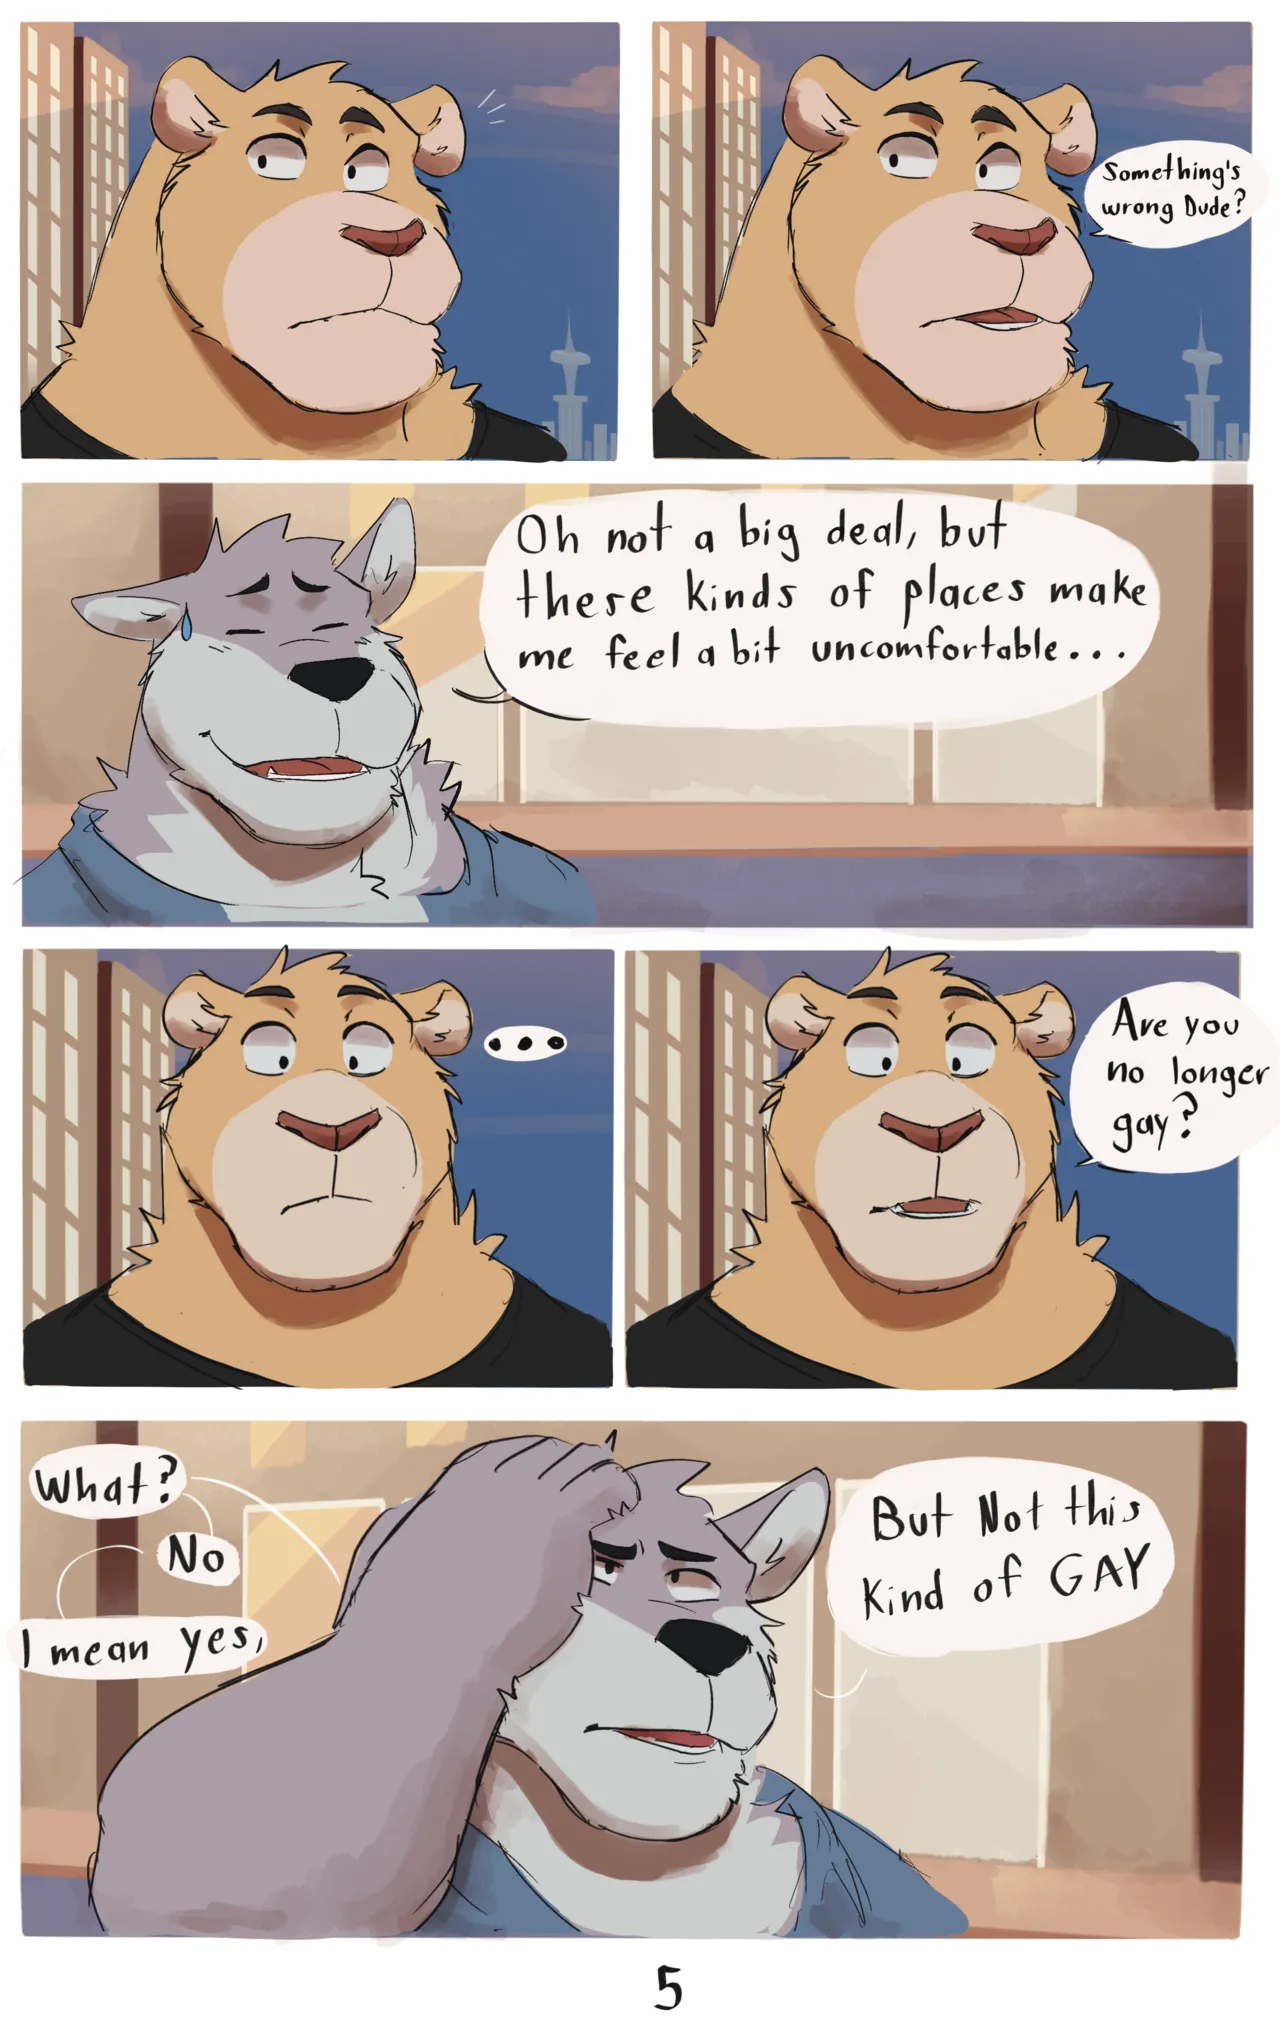 Something's
wrong Dude?
Oh not a big deal, but
these kinds of places make
me feel a bit uncomfortable...
...
Are you
no longer
gay?
What?
No
I mean yes,
But Not this
Kind of GAY
5